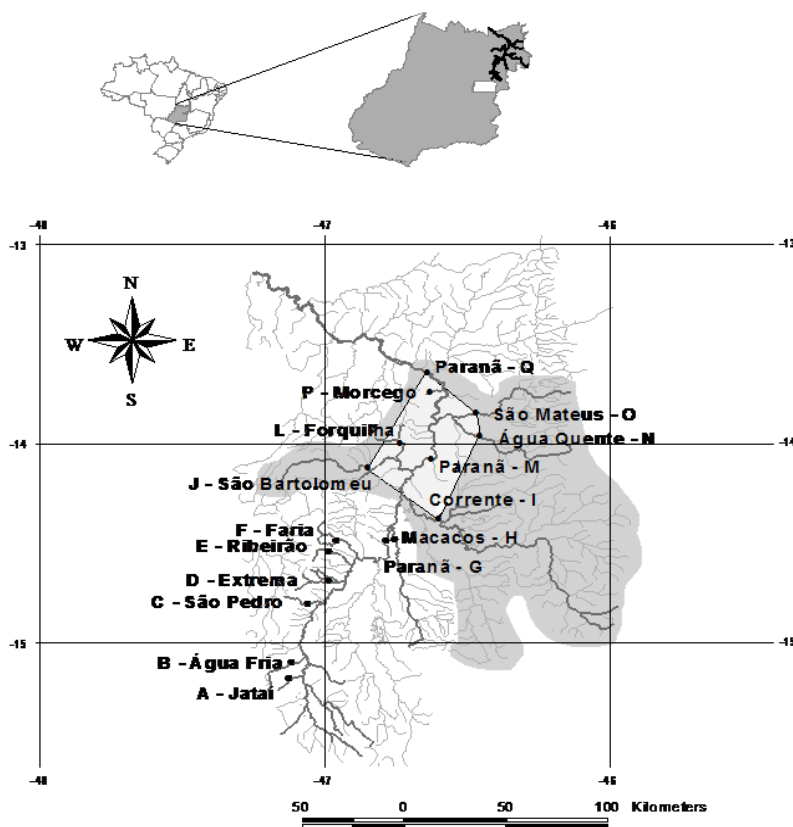 -48
-47
-46
-13
-13
N
W
E
S
Paranã - Q
P - Morcego
São Mateus - O
L - Forquilha
Água Quente - N
-14
-14
Paranã - M
J - São Bartolomeu
Corrente - I
F - Faria
Macacos - H
E - Ribeirão
Paranã - G
D - Extrema
C - São Pedro
-15
-15
B - Água Fria
A - Jataí
-48
-47
-46
50
0
50
100
Kilometers